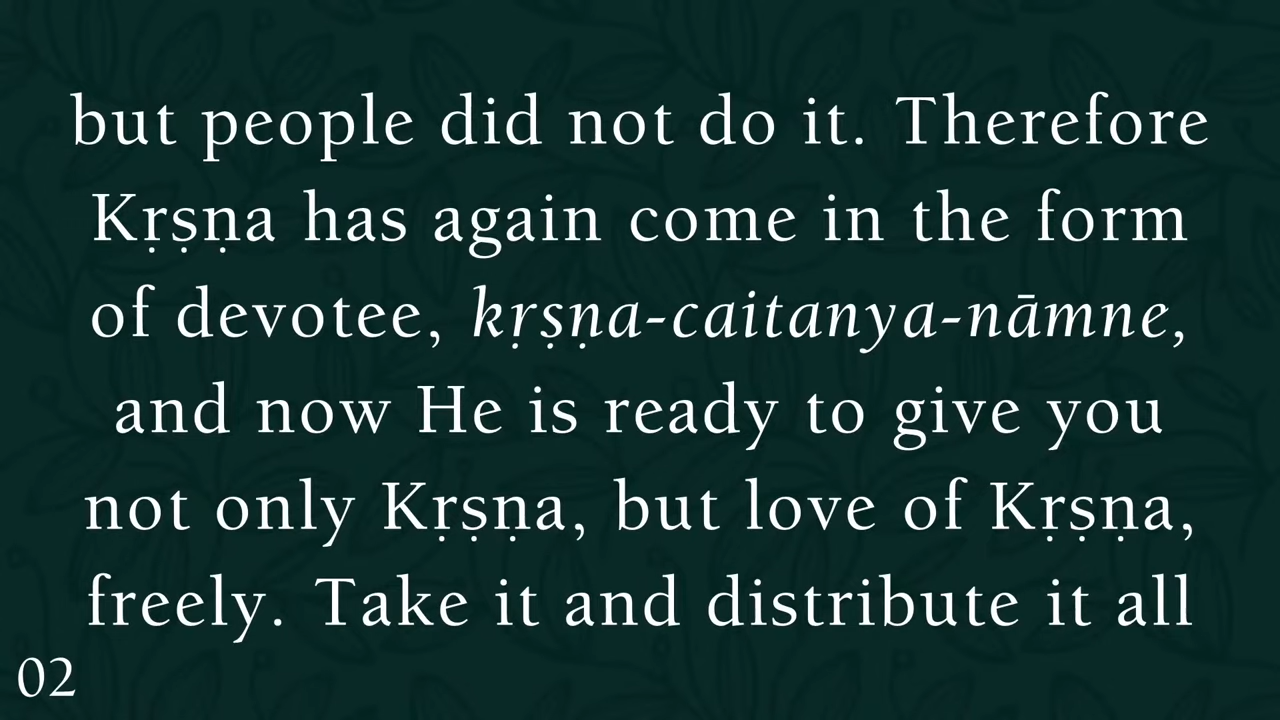 but people did not do it. Therefore
Kṛṣṇa has again come in the form
of devotee, kṛṣṇa-caitanya-nāmne,
and now He is ready to give you
not only Kṛṣṇa, but love of Kṛṣṇa,
freely. Take it and distribute it all
02